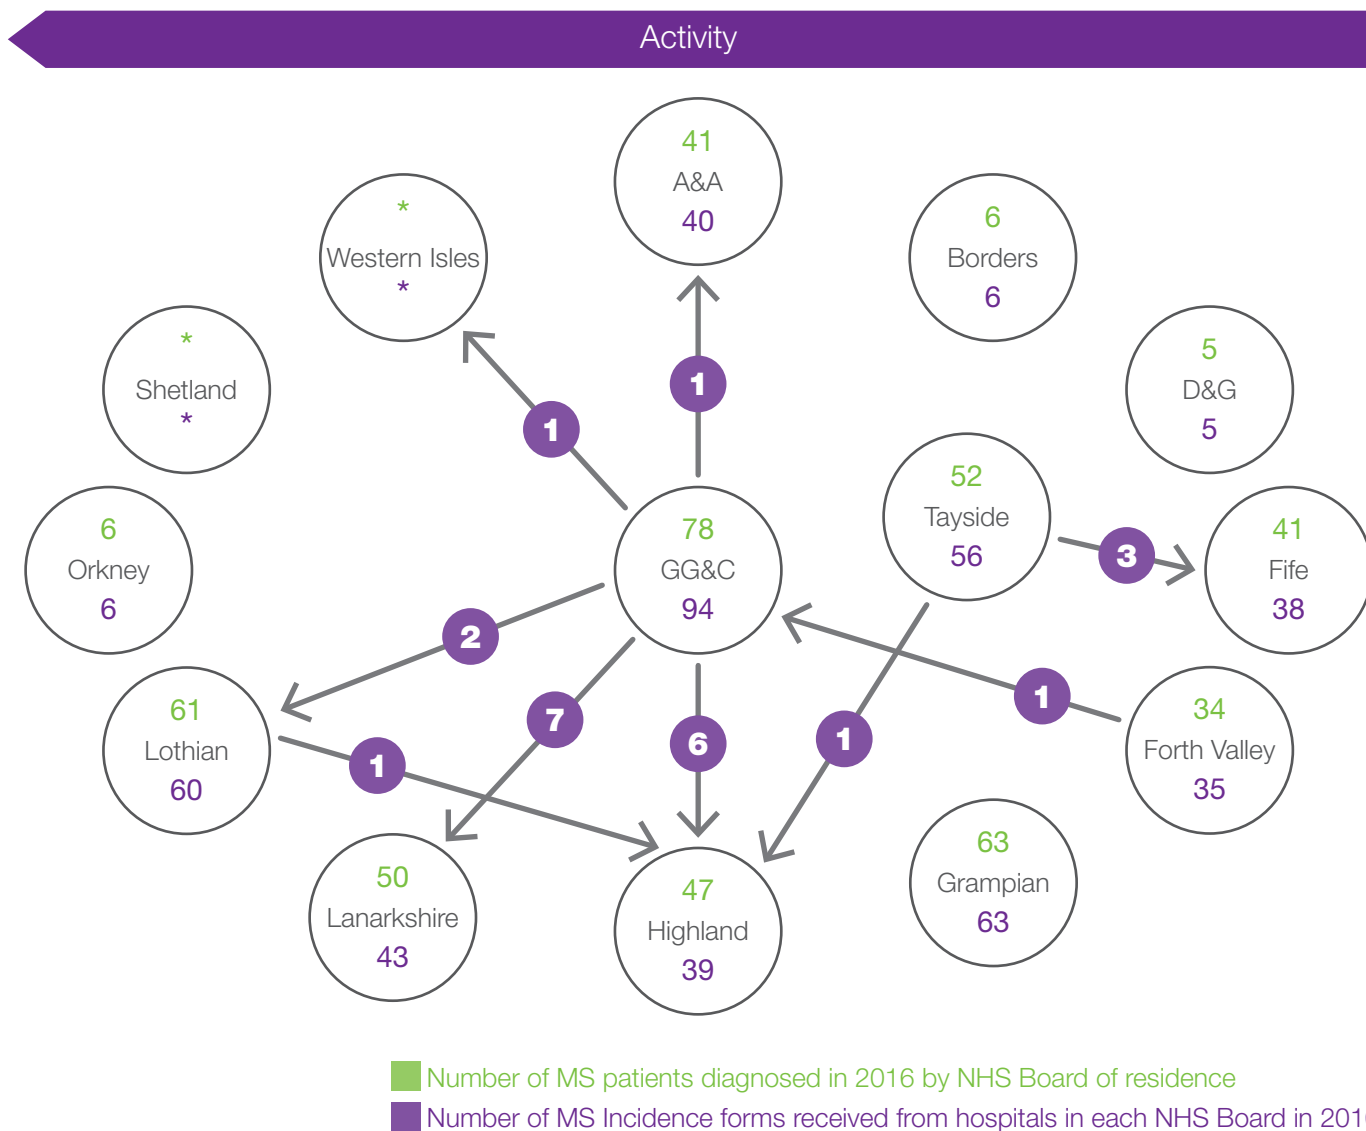 Activity
41
A&A
40
*
Western Isles
*
6
Borders
6
*
Shetland
*
5
D&G
5
1
1
52
Tayside
56
78
GG&C
94
6
Orkney
6
41
Fife
38
3
2
61
Lothian
60
7
6
1
1
1
34
Forth Valley
35
50
Lanarkshire
43
47
Highland
39
63
Grampian
63
Number of MS patients diagnosed in 2016 by NHS Board of residence
Number of MS Incidence forms received from hospitals in each NHS Board in 201